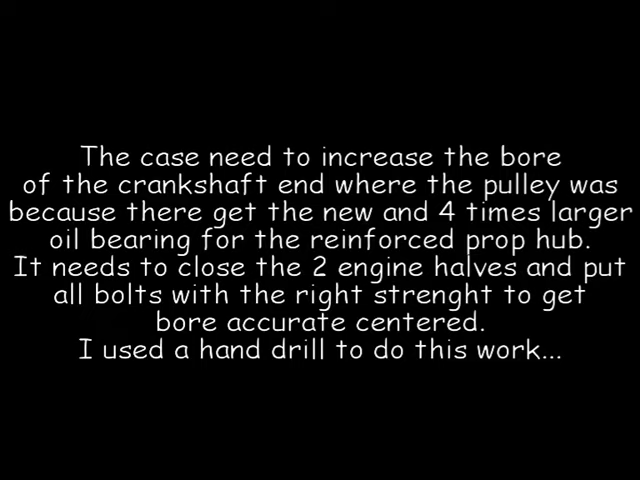 The case need to increase the bore
of the crankshaft end where the pulley was
because there get the new and 4 times larger
oil bearing for the reinforced prop hub.
It needs to close the 2 engine halves and put
all bolts with the right strenght to get
bore accurate centered.
I used a hand drill to do this work...